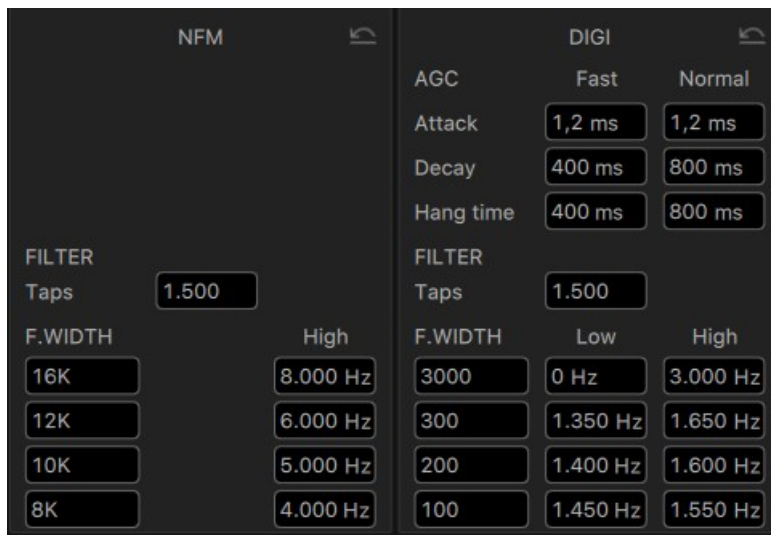 NFM
FILTER
Taps 1.500
F.WIDTH High
16K 8.000 Hz
12K 6.000 Hz
10K 5.000 Hz
8K 4.000 Hz
DIGI
AGC Fast Normal
Attack 1,2 ms 1,2 ms
Decay 400 ms 800 ms
Hang time 400 ms 800 ms
FILTER
Taps 1.500
F.WIDTH Low High
3000 0 Hz 3.000 Hz
300 1.350 Hz 1.650 Hz
200 1.400 Hz 1.600 Hz
100 1.450 Hz 1.550 Hz